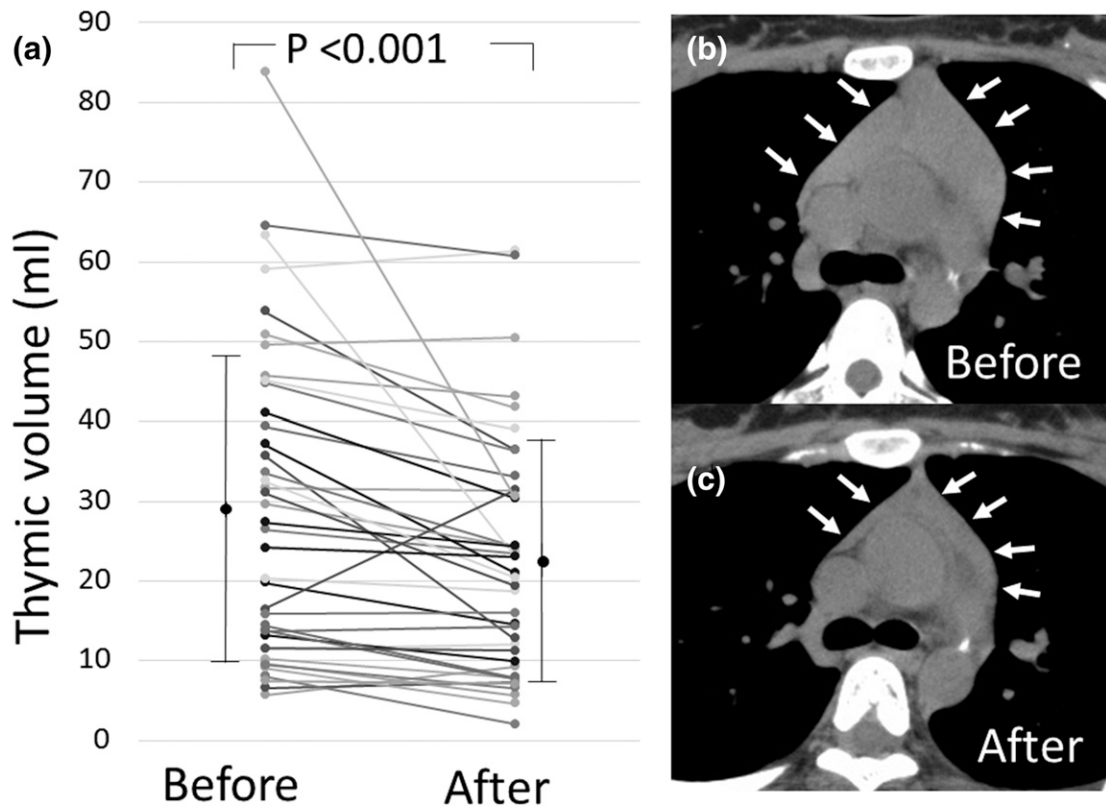 (a)
P <0.001
Thymic volume (ml)
90
80
70
60
50
40
30
20
10
0
Before
After
(b)
Before
(c)
After